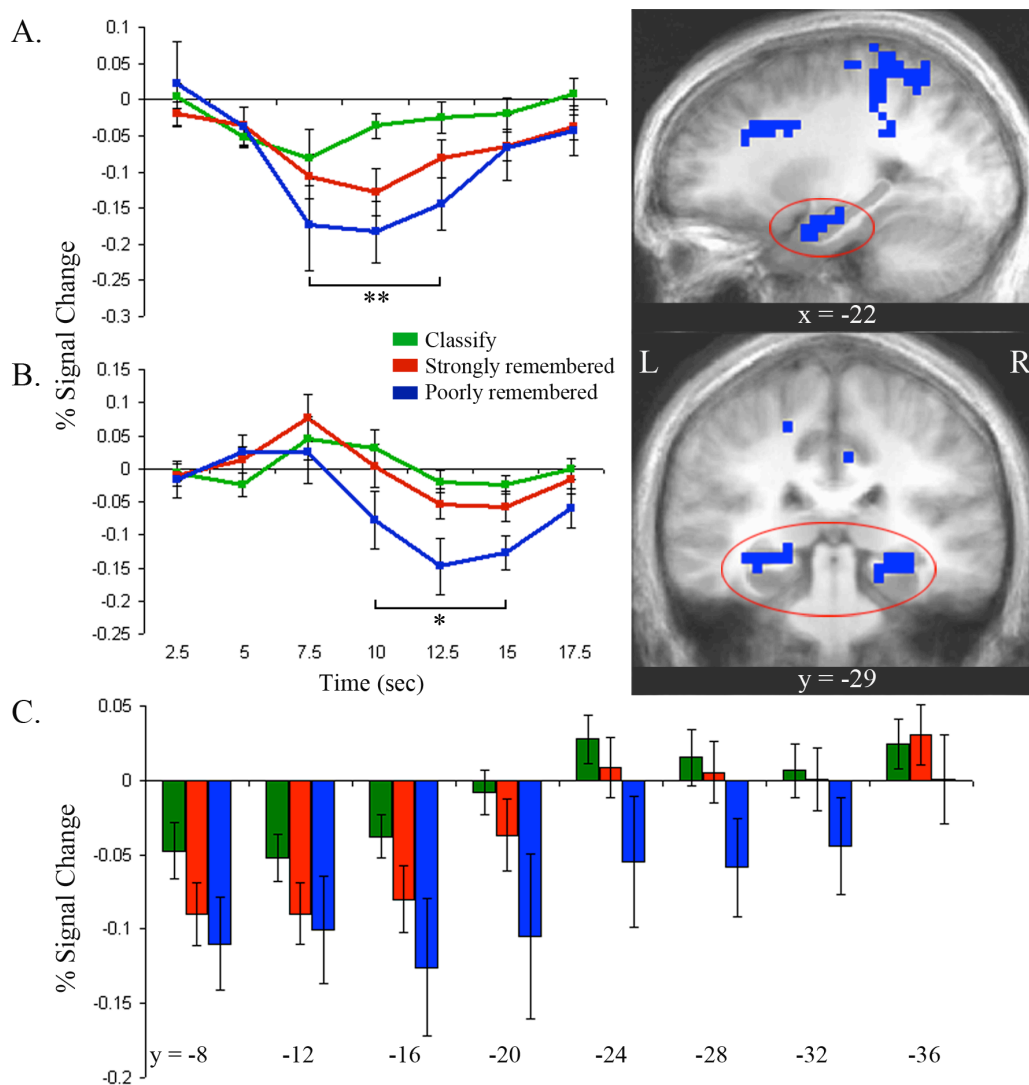 A.
0.1
0.05
0
-0.05
-0.1
-0.15
-0.2
-0.25
-0.3
**
x = -22
% Signal Change
Classify
Strongly remembered
Poorly remembered
B.
0.15
0.1
0.05
0
-0.05
-0.1
-0.15
-0.2
-0.25
*
2.5 5 7.5 10 12.5 15 17.5
Time (sec)
L R
y = -29
C.
0.05
0
-0.05
-0.1
-0.15
-0.2
% Signal Change
y = -8 -12 -16 -20 -24 -28 -32 -36